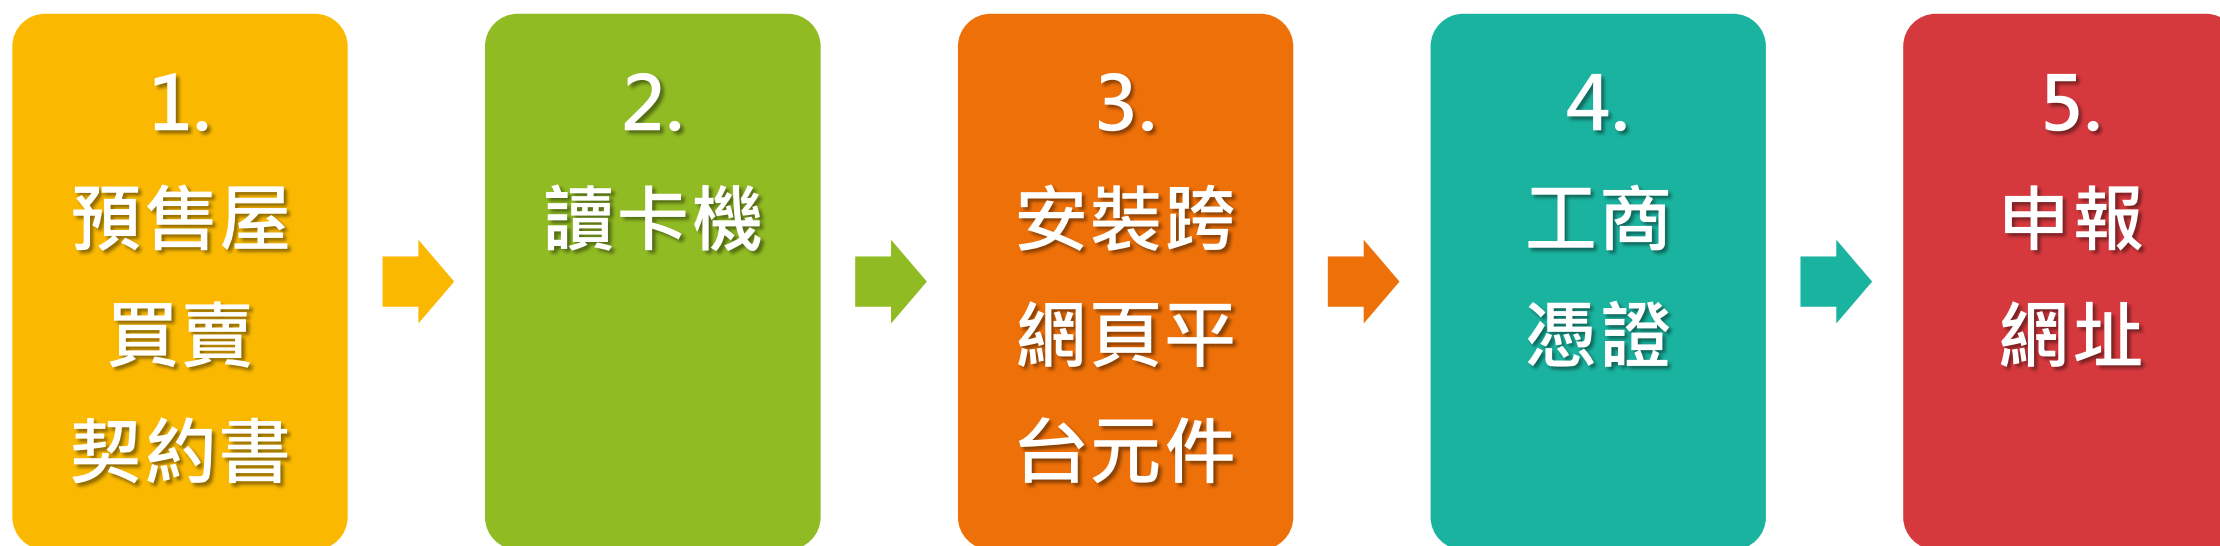 1.
預售屋
買賣
契約書
2.
讀卡機
3.
安裝跨
網頁平
台元件
4.
工商
憑證
5.
申報
網址